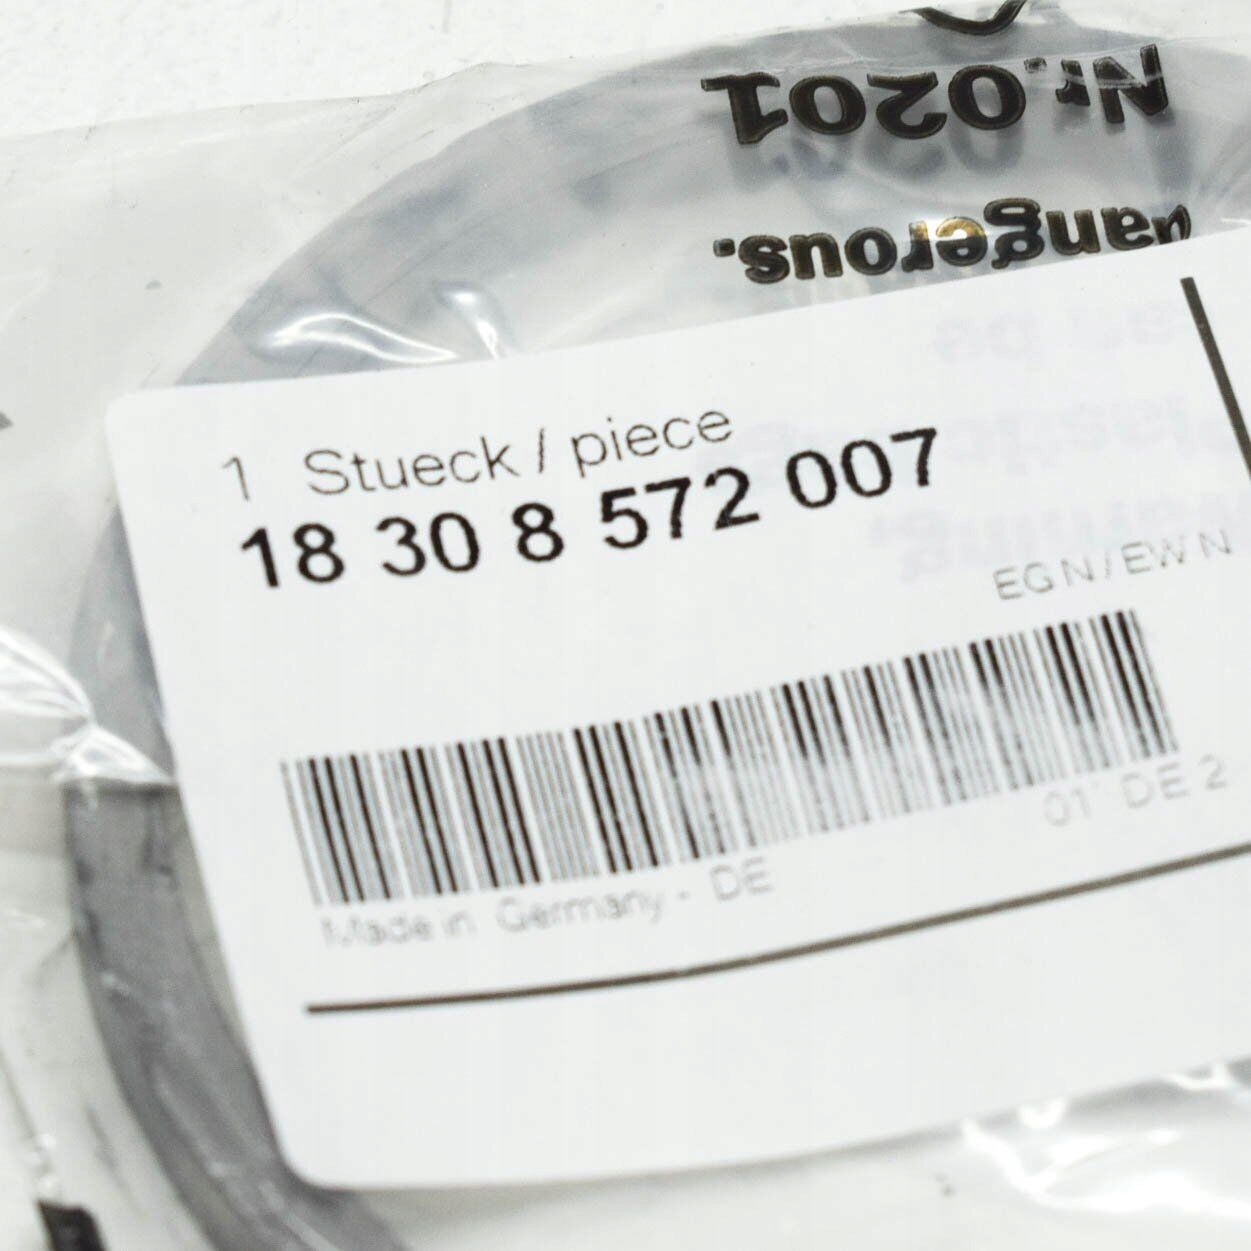 Nr.0201
dangerous.
1 Stueck / piece
18 30 8 572 007
EG N / EW N
01 DE 2
Made in Germany - DE